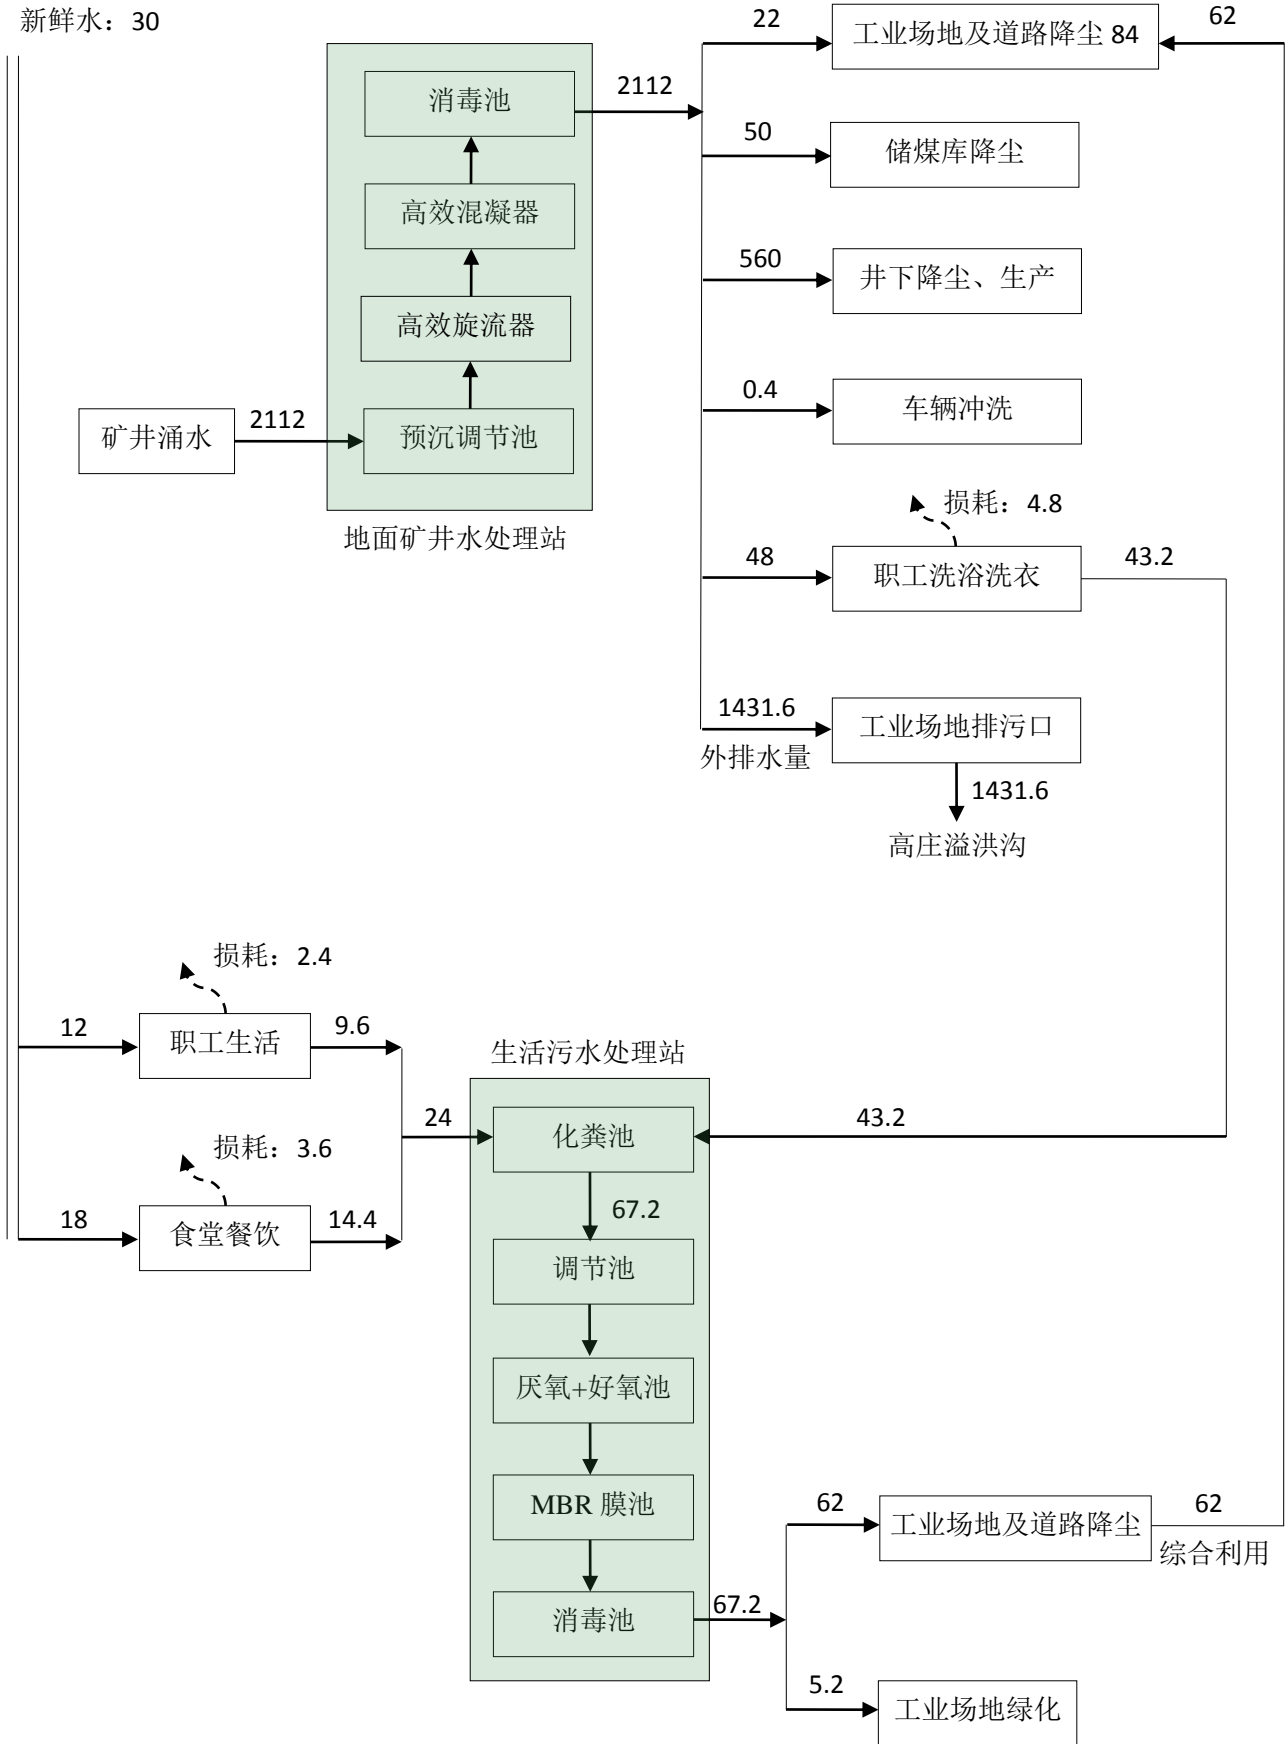 新鲜水：30
22
工业场地及道路降尘 84
62
消毒池
2112
50
储煤库降尘
高效混凝器
560
井下降尘、生产
高效旋流器
0.4
车辆冲洗
矿井涌水
2112
预沉调节池
地面矿井水处理站
损耗：4.8
48
职工洗浴洗衣
43.2
1431.6
外排水量
工业场地排污口
1431.6
高庄溢洪沟
损耗：2.4
12
职工生活
9.6
生活污水处理站
24
化粪池
43.2
损耗：3.6
18
食堂餐饮
14.4
67.2
调节池
厌氧+好氧池
MBR 膜池
62
工业场地及道路降尘
62
综合利用
消毒池
67.2
5.2
工业场地绿化